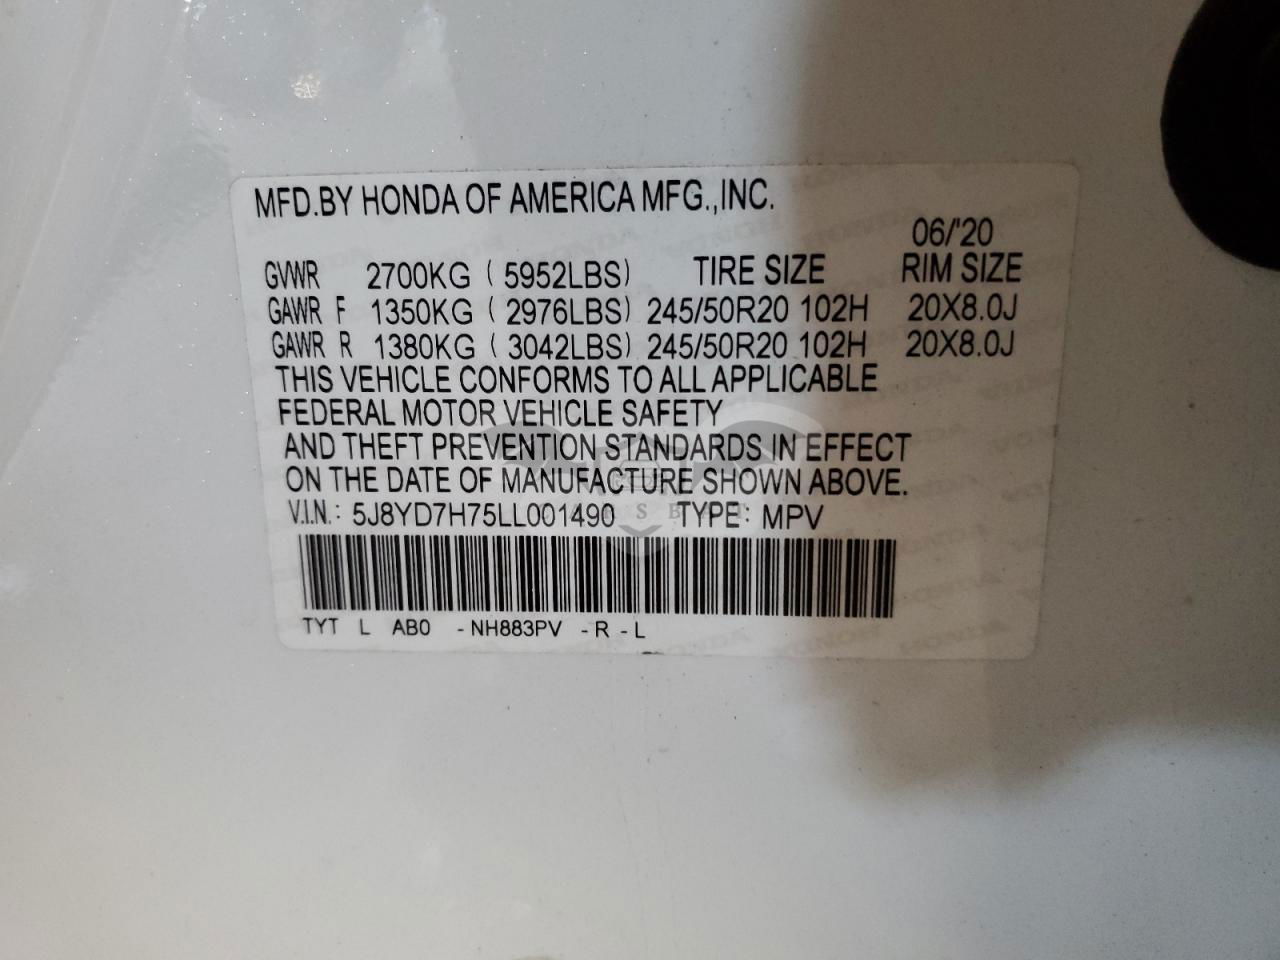 MFD.BY HONDA OF AMERICA MFG.,INC.
06/'20
GVWR 2700KG ( 5952LBS) TIRE SIZE RIM SIZE
GAWR F 1350KG ( 2976LBS) 245/50R20 102H 20X8.0J
GAWR R 1380KG ( 3042LBS) 245/50R20 102H 20X8.0J
THIS VEHICLE CONFORMS TO ALL APPLICABLE
FEDERAL MOTOR VEHICLE SAFETY
AND THEFT PREVENTION STANDARDS IN EFFECT
ON THE DATE OF MANUFACTURE SHOWN ABOVE.
V.I.N.: 5J8YD7H75LL001490 TYPE: MPV
TYT L AB0 -NH883PV -R -L